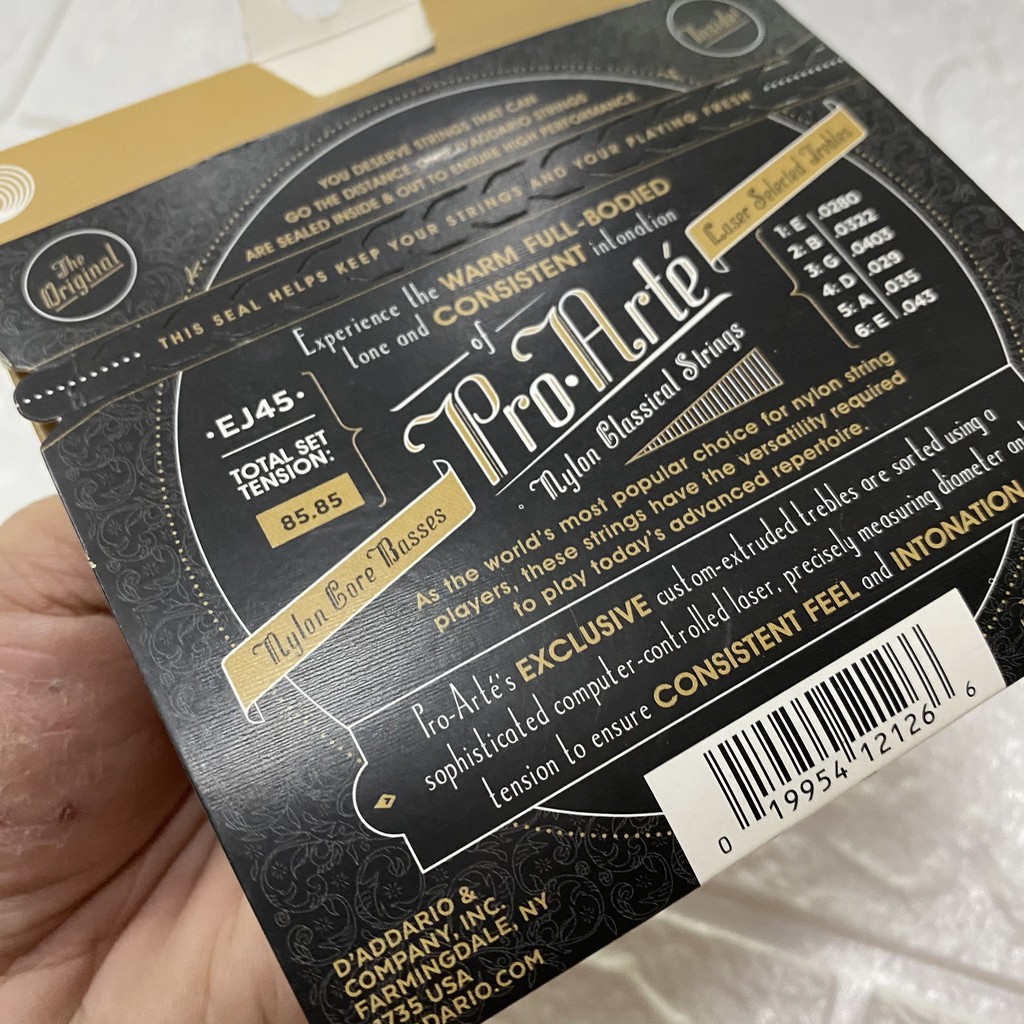 YOU DESERVE STRINGS THAT CAN
GO THE DISTANCE. D'ADDARIO STRINGS
ARE SEALED INSIDE & OUT TO ENSURE HIGH PERFORMANCE.
THIS SEAL HELPS KEEP YOUR STRINGS AND YOUR PLAYING FRESH
The
Original
Experience the WARM FULL-BODIED
tone and CONSISTENT intonation
of
Pro·Arté
Nylon Classical Strings
Laser Selected Trebles
1: E .0280
2: B .0322
3: G .0403
4: D .029
5: A .035
6: E .043
·EJ45·
TOTAL SET
TENSION:
85.85
Nylon Core Basses
As the world's most popular choice for nylon string
players, these strings have the versatility required
to play today's advanced repertoire.
Pro-Arté's EXCLUSIVE custom-extruded trebles are sorted using a
sophisticated computer-controlled laser, precisely measuring diameter and
tension to ensure CONSISTENT FEEL and INTONATION
0 19954 12126 6
D'ADDARIO &
COMPANY, INC.
FARMINGDALE, NY
1735 USA
DARIO.COM